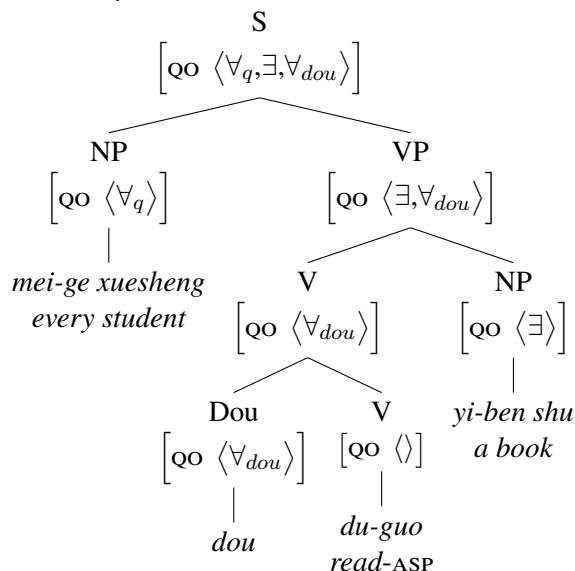 S
[QO ⟨∀q,∃,∀dou⟩]
NP VP
[QO ⟨∀q⟩] [QO ⟨∃,∀dou⟩]
mei-ge xuesheng V NP
every student [QO ⟨∀dou⟩] [QO ⟨∃⟩]
Dou V yi-ben shu
[QO ⟨∀dou⟩] [QO ⟨⟩] a book
dou du-guo
read-ASP